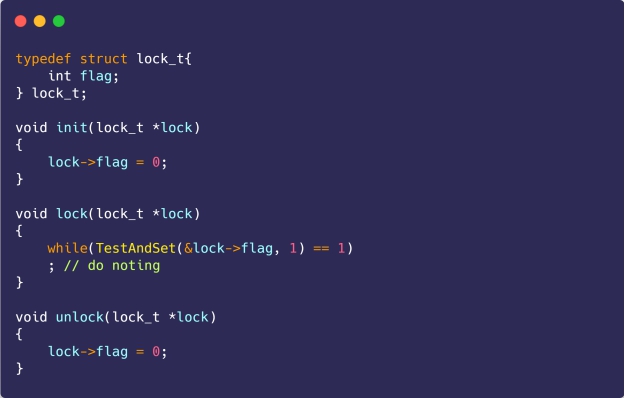 typedef struct lock_t{
    int flag;
} lock_t;

void init(lock_t *lock)
{
    lock->flag = 0;
}

void lock(lock_t *lock)
{
    while(TestAndSet(&lock->flag, 1) == 1)
    ; // do noting
}

void unlock(lock_t *lock)
{
    lock->flag = 0;
}